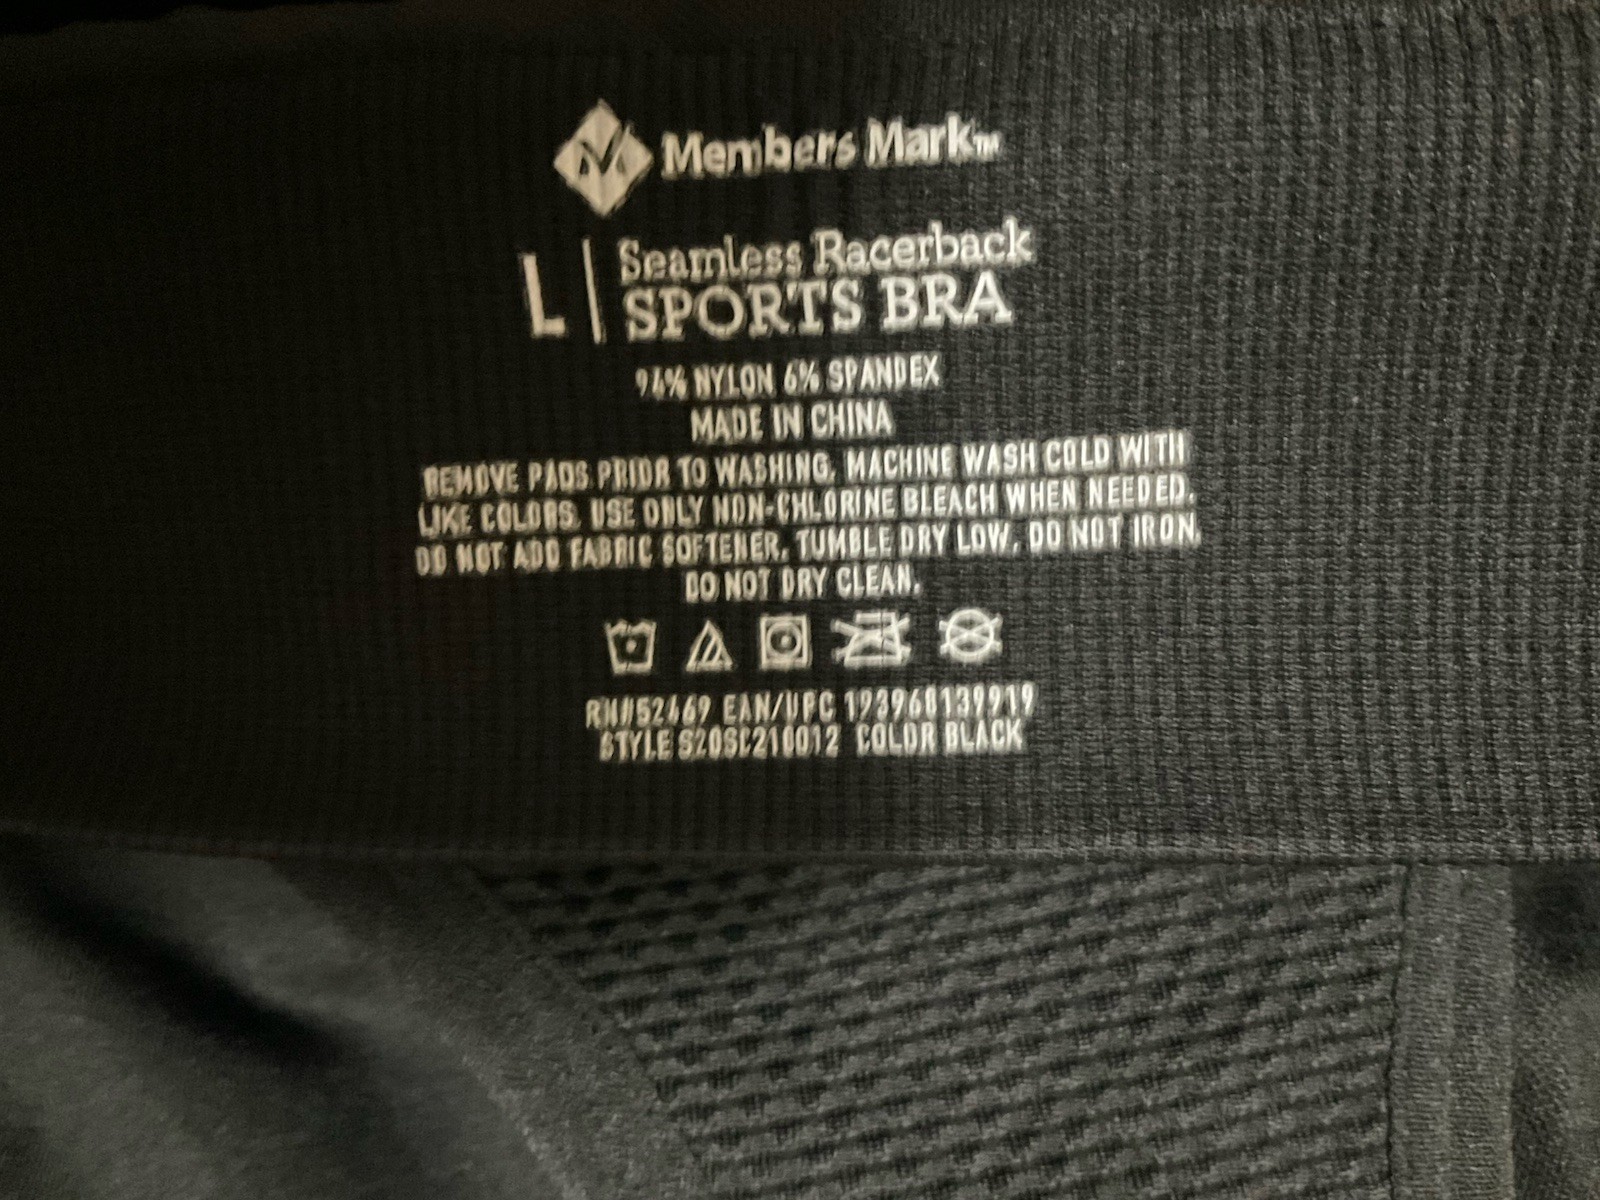 Members Mark™
L
Seamless Racerback
SPORTS BRA
94% NYLON 6% SPANDEX
MADE IN CHINA
REMOVE PADS PRIOR TO WASHING. MACHINE WASH COLD WITH
LIKE COLORS. USE ONLY NON-CHLORINE BLEACH WHEN NEEDED.
DO NOT ADD FABRIC SOFTENER. TUMBLE DRY LOW. DO NOT IRON.
DO NOT DRY CLEAN.
RN#52469 EAN/UPC 193968139919
STYLE S20SC210012 COLOR BLACK